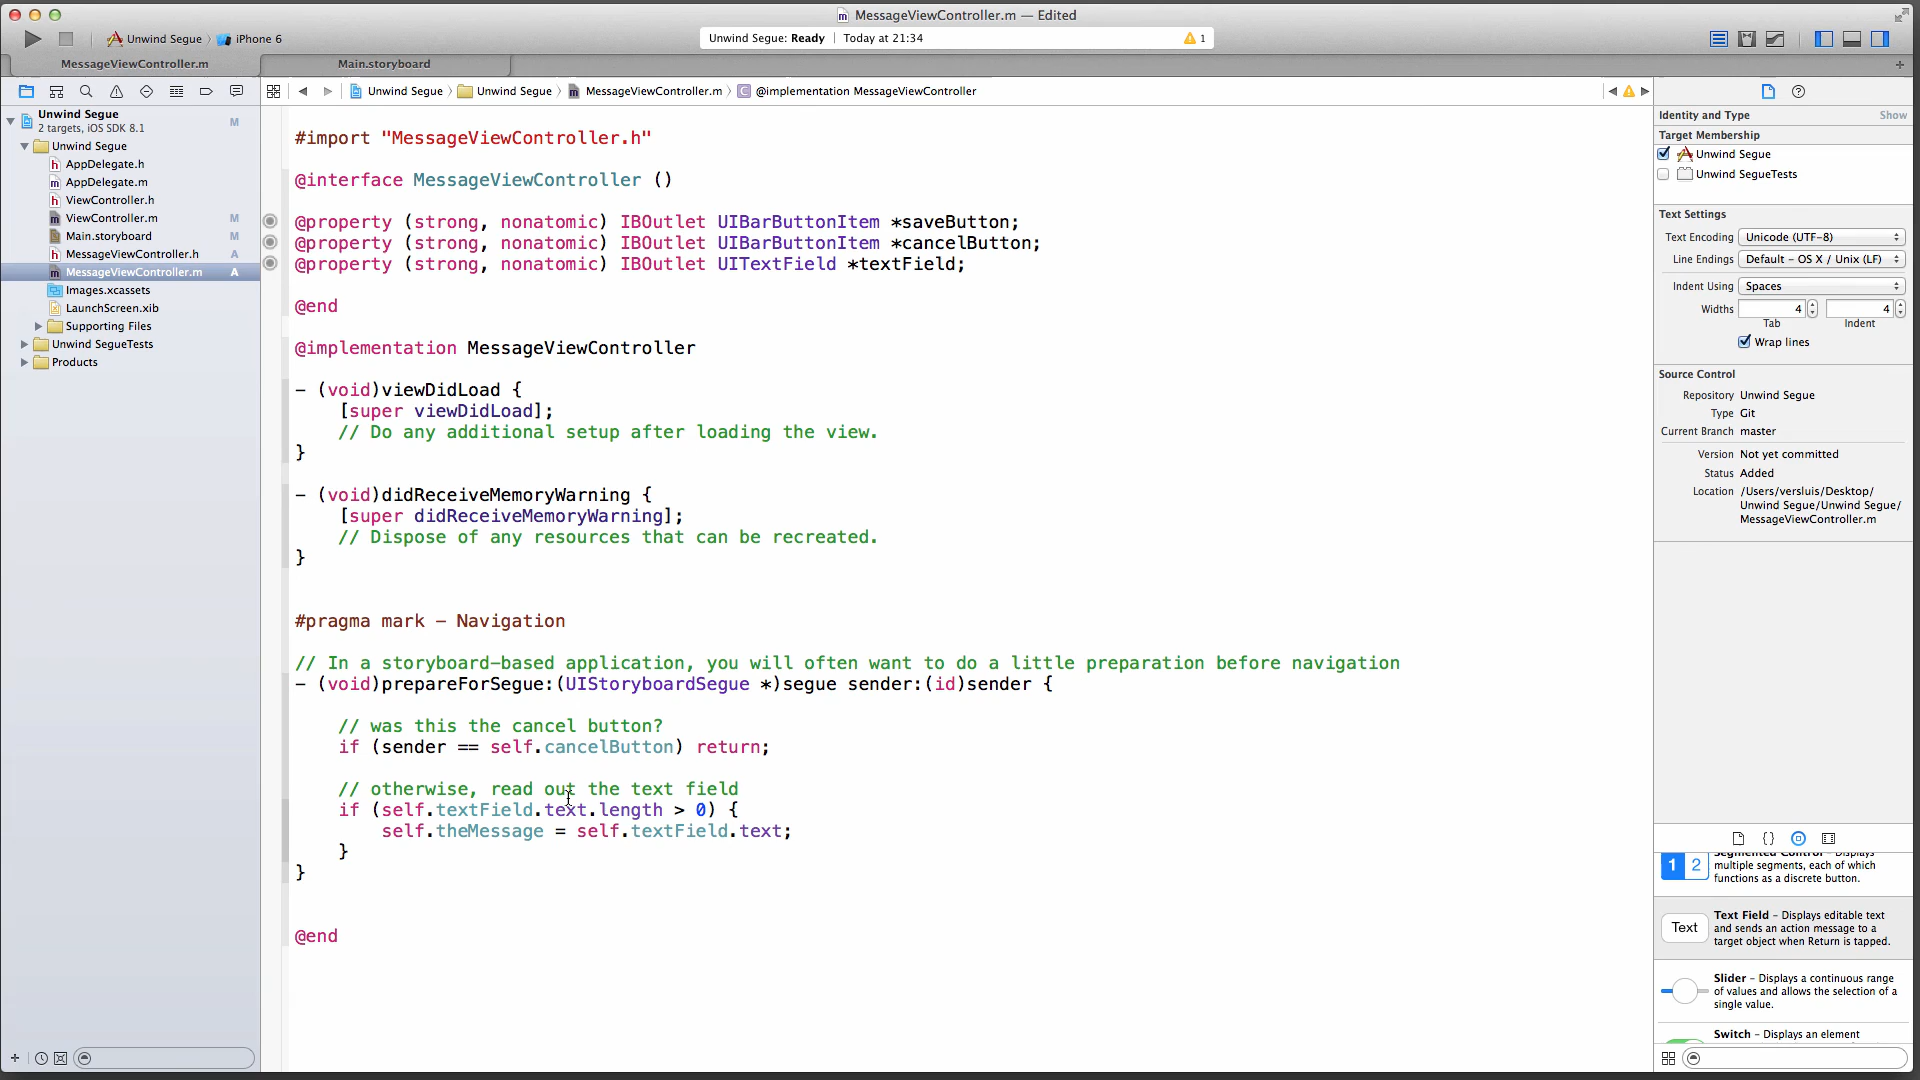 MessageViewController.m — Edited
Unwind Segue
iPhone 6
Unwind Segue: Ready | Today at 21:34
1
MessageViewController.m
Main.storyboard
Unwind Segue
2 targets, iOS SDK 8.1
M
Unwind Segue
AppDelegate.h
AppDelegate.m
ViewController.h
ViewController.m M
Main.storyboard M
MessageViewController.h A
MessageViewController.m A
Images.xcassets
LaunchScreen.xib
Supporting Files
Unwind SegueTests
Products
Unwind Segue
Unwind Segue
MessageViewController.m
@implementation MessageViewController
#import "MessageViewController.h"
@interface MessageViewController ()
@property (strong, nonatomic) IBOutlet UIBarButtonItem *saveButton;
@property (strong, nonatomic) IBOutlet UIBarButtonItem *cancelButton;
@property (strong, nonatomic) IBOutlet UITextField *textField;
@end
@implementation MessageViewController
- (void)viewDidLoad {
[super viewDidLoad];
// Do any additional setup after loading the view.
}
- (void)didReceiveMemoryWarning {
[super didReceiveMemoryWarning];
// Dispose of any resources that can be recreated.
}
#pragma mark - Navigation
// In a storyboard-based application, you will often want to do a little preparation before navigation
- (void)prepareForSegue:(UIStoryboardSegue *)segue sender:(id)sender {
// was this the cancel button?
if (sender == self.cancelButton) return;
// otherwise, read out the text field
if (self.textField.text.length > 0) {
self.theMessage = self.textField.text;
}
}
@end
Identity and Type Show
Target Membership
Unwind Segue
Unwind SegueTests
Text Settings
Text Encoding Unicode (UTF-8)
Line Endings Default - OS X / Unix (LF)
Indent Using Spaces
Widths 4 4
Tab Indent
Wrap lines
Source Control
Repository Unwind Segue
Type Git
Current Branch master
Version Not yet committed
Status Added
Location /Users/versluis/Desktop/
Unwind Segue/Unwind Segue/
MessageViewController.m
{ }
1 2
Segmented Control - Displays
multiple segments, each of which
functions as a discrete button.
Text
Text Field - Displays editable text
and sends an action message to a
target object when Return is tapped.
Slider - Displays a continuous range
of values and allows the selection of a
single value.
Switch - Displays an element